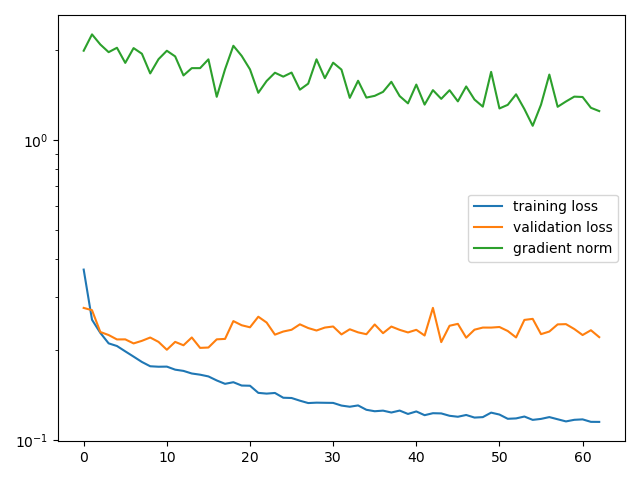 10⁰
10⁻¹
training loss
validation loss
gradient norm
0 10 20 30 40 50 60